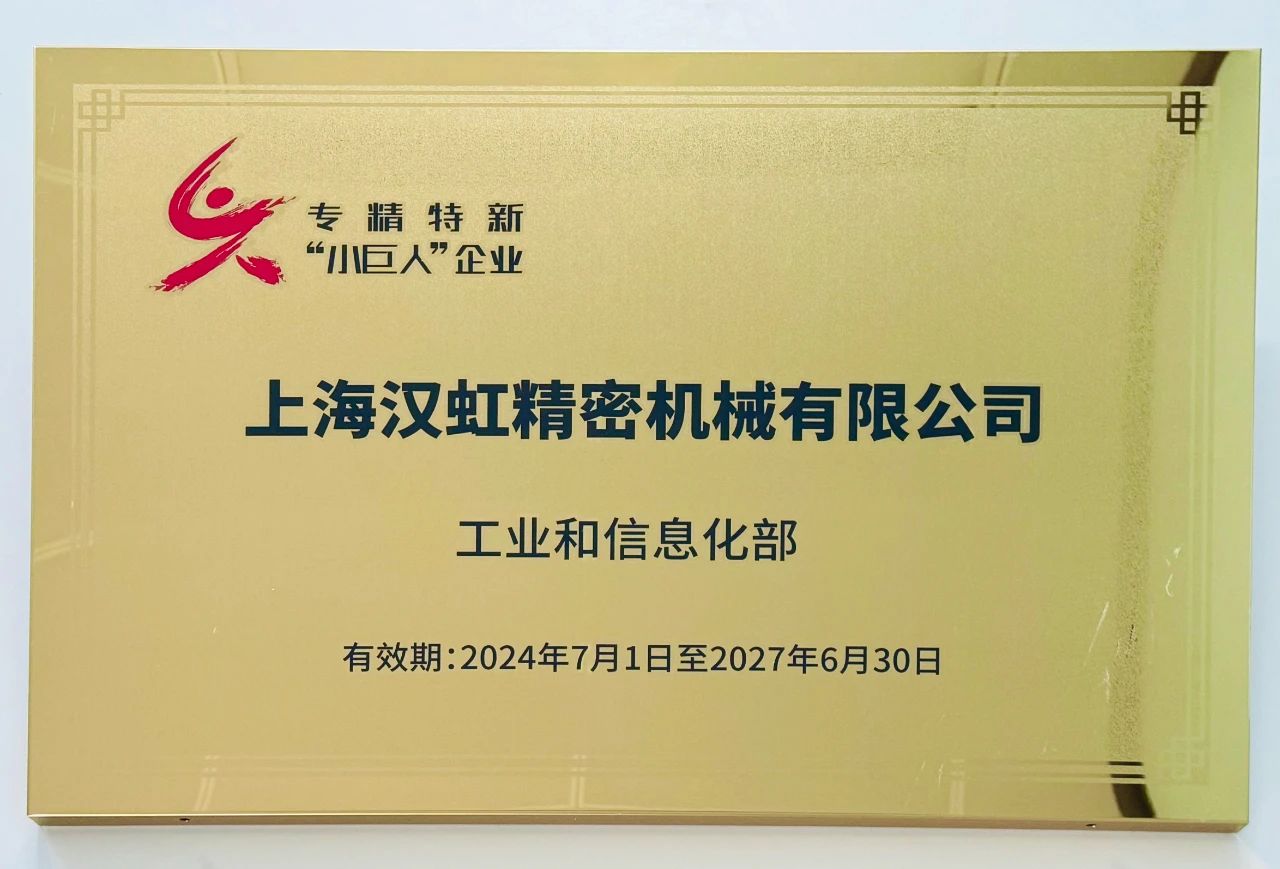 专精特新
“小巨人”企业
上海汉虹精密机械有限公司
工业和信息化部
有效期:2024年7月1日至2027年6月30日